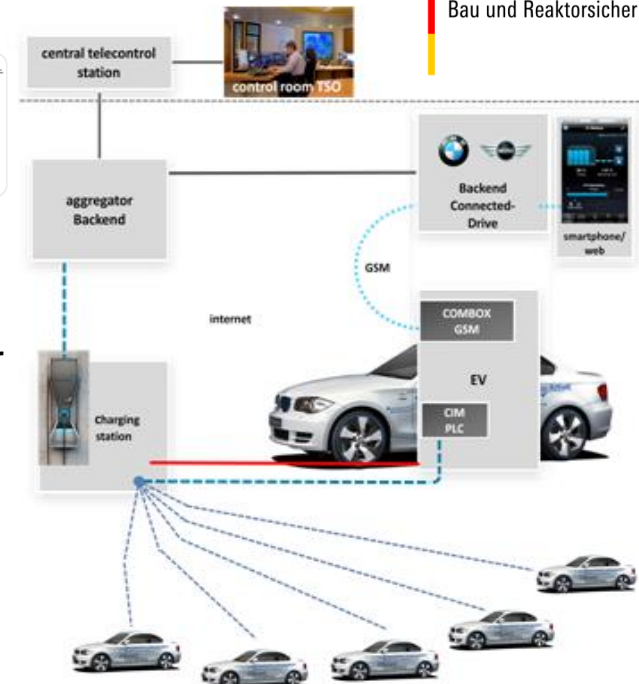 Bau und Reaktorsicher
central telecontrol
station
control room TSO
aggregator
Backend
Backend
Connected-
Drive
smartphone/
web
GSM
internet
COMBOX
GSM
EV
CIM
PLC
Charging
station